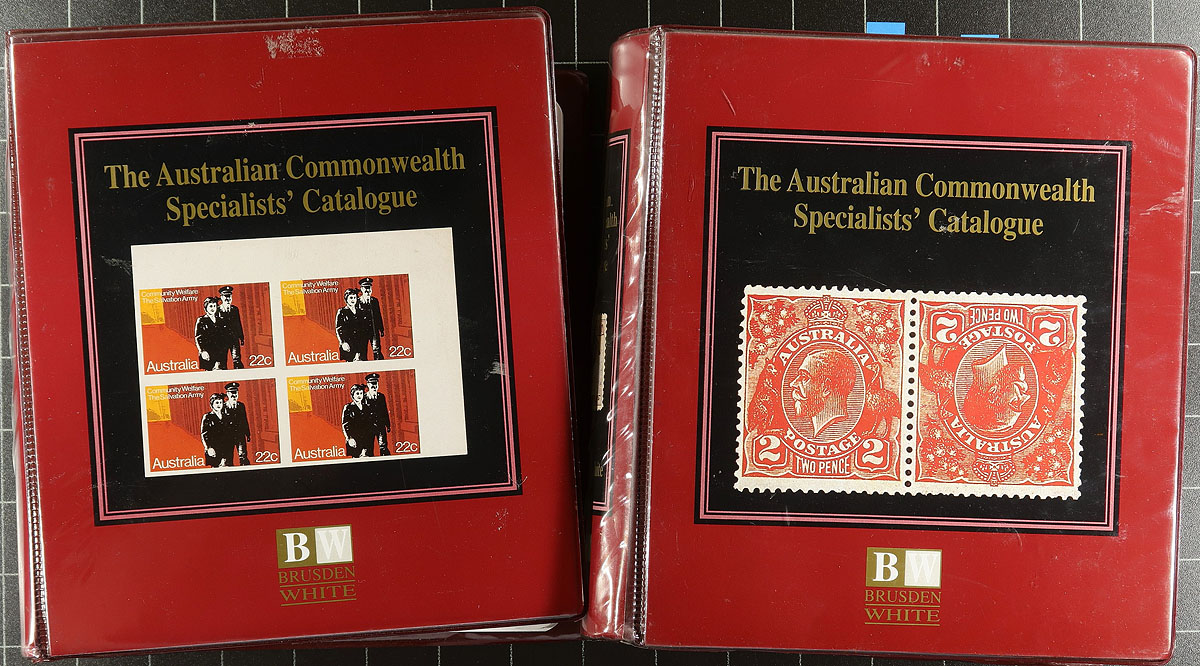 The Australian Commonwealth
Specialists' Catalogue
Community Welfare
The Salvation Army
Australia 22c
Community Welfare
The Salvation Army
Australia 22c
Community Welfare
The Salvation Army
Australia 22c
Community Welfare
The Salvation Army
Australia 22c
BW
BRUSDEN
WHITE
The Australian Commonwealth
Specialists' Catalogue
AUSTRALIA
POSTAGE
2 TWO PENCE 2
2 TWO PENCE 2
POSTAGE
AUSTRALIA
BW
BRUSDEN
WHITE